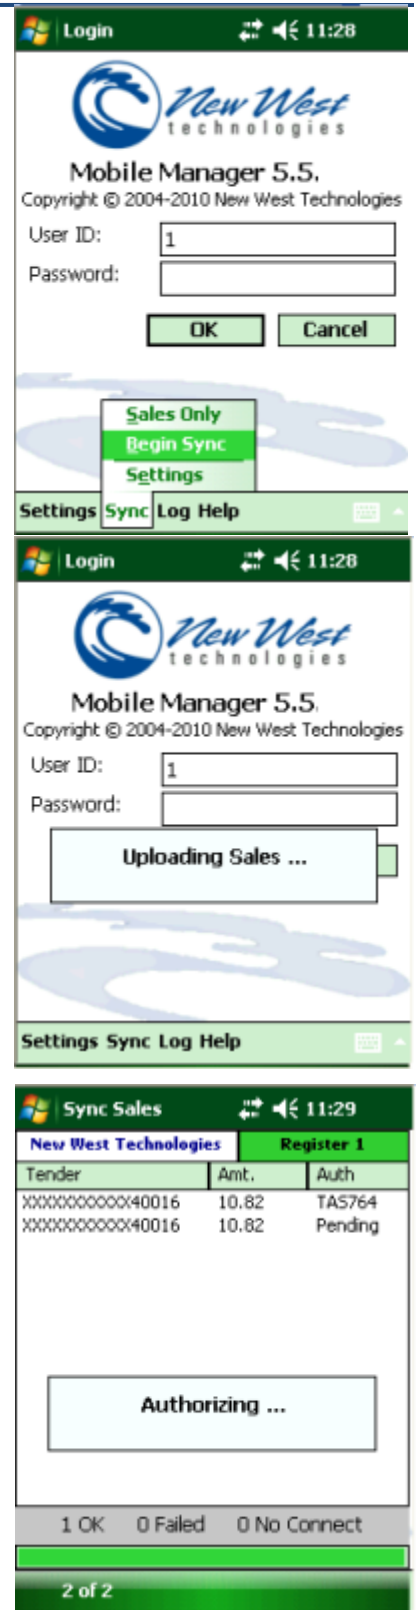 Login 11:28
New West
technologies
Mobile Manager 5.5.
Copyright © 2004-2010 New West Technologies
User ID: 1
Password:
OK Cancel
Sales Only
Begin Sync
Settings
Settings Sync Log Help
Login 11:28
New West
technologies
Mobile Manager 5.5.
Copyright © 2004-2010 New West Technologies
User ID: 1
Password:
Uploading Sales ...
Settings Sync Log Help
Sync Sales 11:29
New West Technologies Register 1
Tender Amt. Auth
XXXXXXXXXXX40016 10.82 TAS764
XXXXXXXXXXX40016 10.82 Pending
Authorizing ...
1 OK 0 Failed 0 No Connect
2 of 2